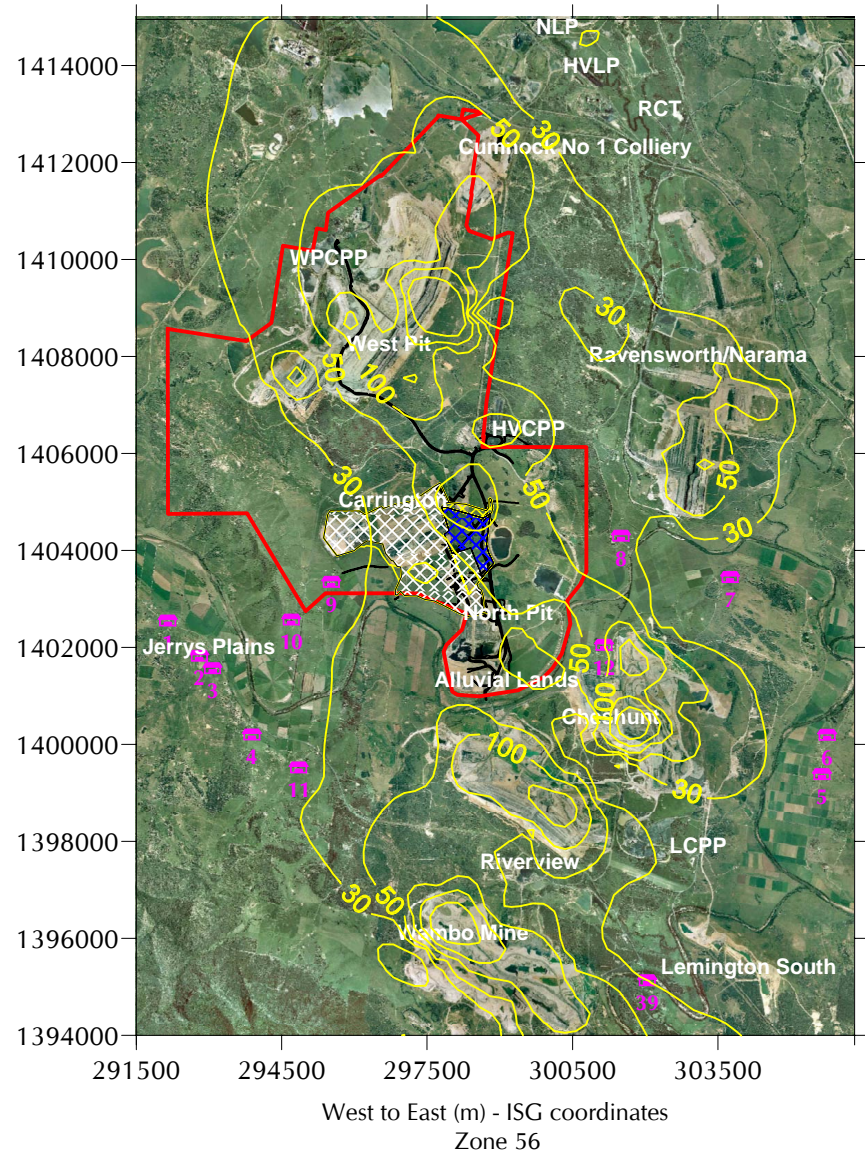 NLP
1414000
HVLP
RCT
50
30
1412000
Cumnock No 1 Colliery
1410000
WPCPP
30
1408000
West Pit
Ravensworth/Narama
50
100
1406000
HVCPP
30
50
50
Carrington
30
1404000
8
7
9
North Pit
1402000
10
Jerrys Plains
12
50
2
3
Alluvial Lands
100
Cheshunt
1400000
100
4
6
11
5
30
1398000
LCPP
Riverview
30
50
1396000
Wambo Mine
Lemington South
39
1394000
291500 294500 297500 300500 303500
West to East (m) - ISG coordinates
Zone 56